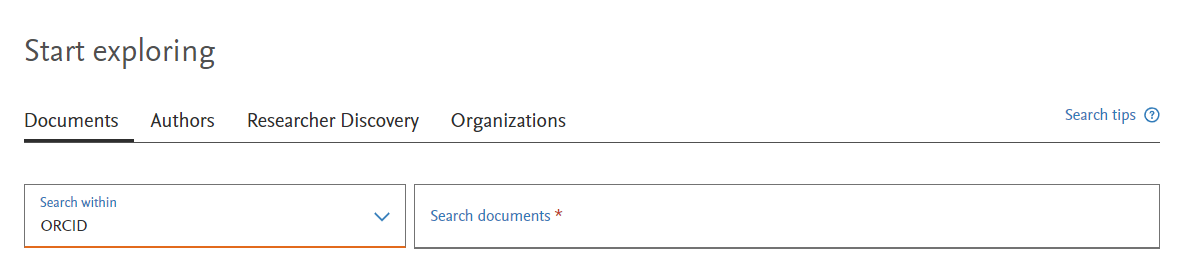 Start exploring
Documents Authors Researcher Discovery Organizations Search tips ?
Search within
ORCID
Search documents *